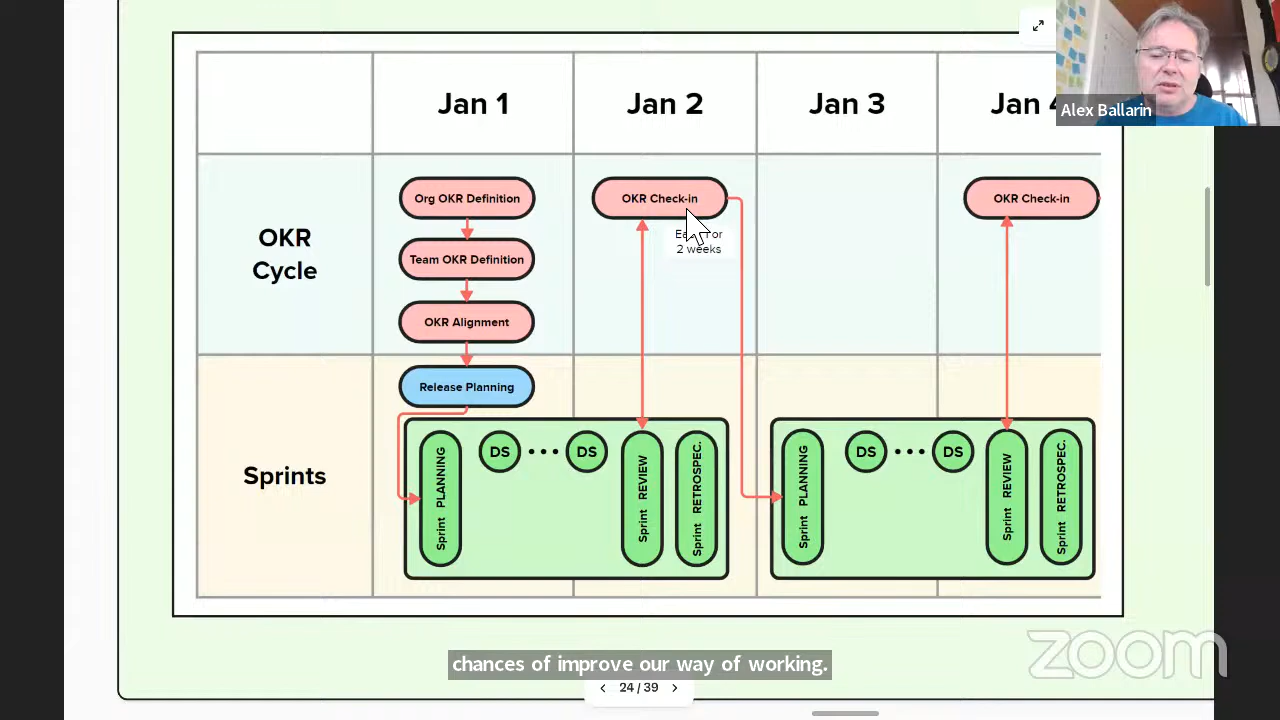 Jan 1
Jan 2
Jan 3
Jan
Alex Ballarin
OKR
Cycle
Org OKR Definition
Team OKR Definition
OKR Alignment
OKR Check-in
2 weeks
OKR Check-in
Sprints
Release Planning
Sprint PLANNING
DS
DS
Sprint REVIEW
Sprint RETROSPEC.
Sprint PLANNING
DS
DS
Sprint REVIEW
Sprint RETROSPEC.
chances of improve our way of working.
24 / 39
zoom